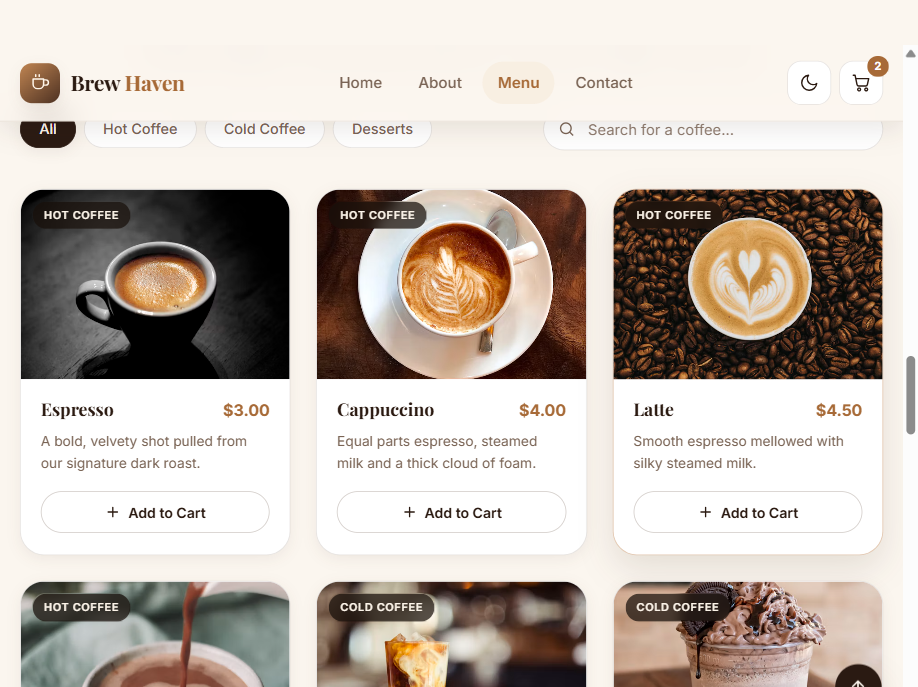 Brew Haven
Home
About
Menu
Contact
2
All
Hot Coffee
Cold Coffee
Desserts
Search for a coffee...
HOT COFFEE
HOT COFFEE
HOT COFFEE
Espresso
$3.00
A bold, velvety shot pulled from
our signature dark roast.
+ Add to Cart
Cappuccino
$4.00
Equal parts espresso, steamed
milk and a thick cloud of foam.
+ Add to Cart
Latte
$4.50
Smooth espresso mellowed with
silky steamed milk.
+ Add to Cart
HOT COFFEE
COLD COFFEE
COLD COFFEE